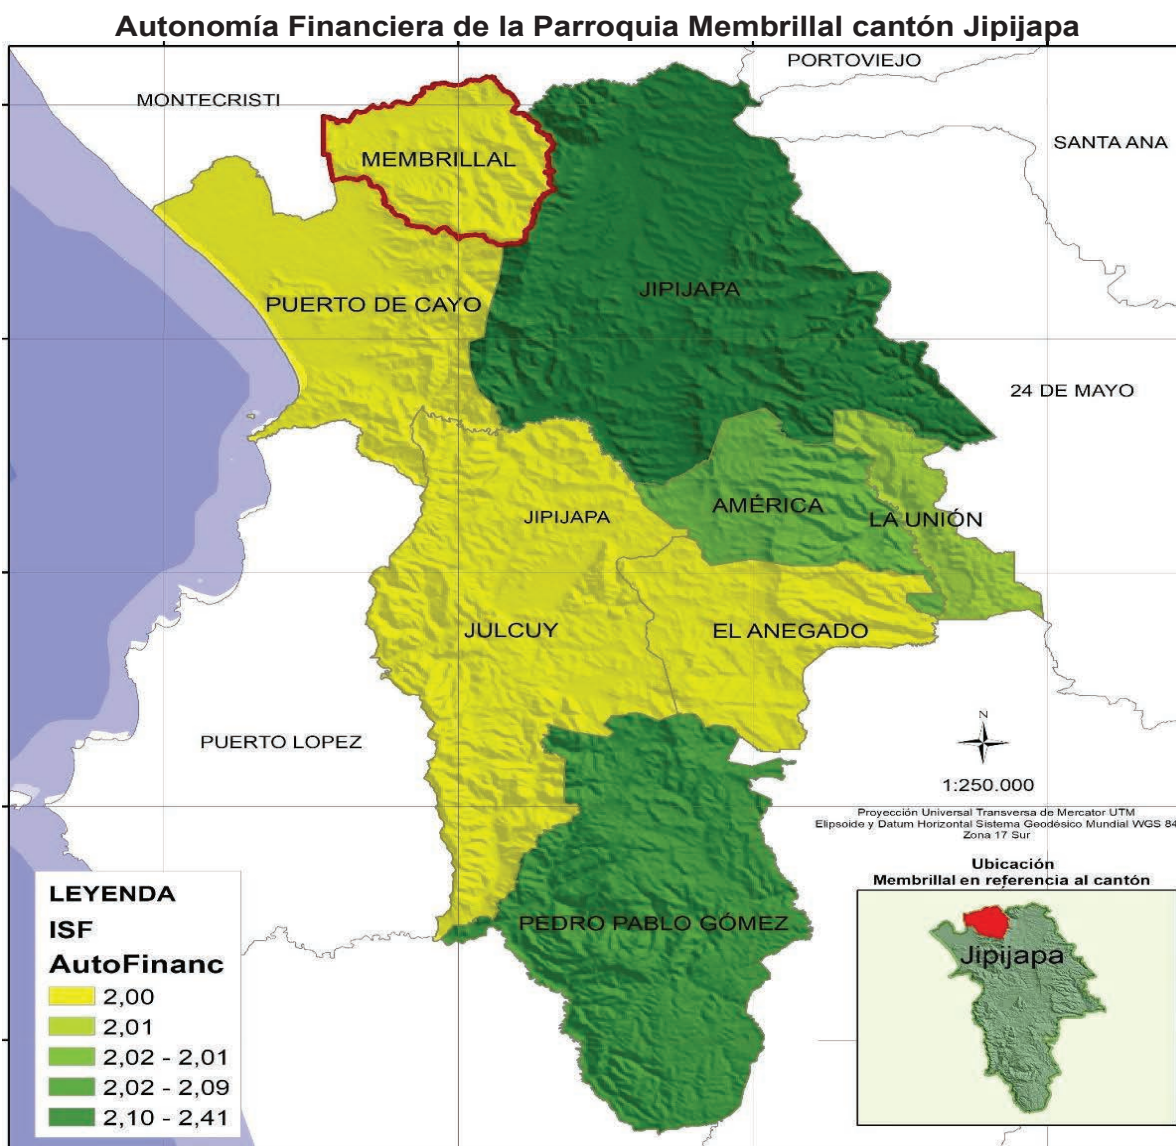 Autonomía Financiera de la Parroquia Membrillal cantón Jipijapa
PORTOVIEJO
MONTECRISTI
SANTA ANA
MEMBRILLAL
JIPIJAPA
PUERTO DE CAYO
24 DE MAYO
AMÉRICA
JIPIJAPA
LA UNIÓN
JULCUY
EL ANEGADO
PUERTO LOPEZ
N
1:250.000
Proyección Universal Transversa de Mercator UTM
Elipsoide y Datum Horizontal Sistema Geodésico Mundial WGS 84
Zona 17 Sur
Ubicación
Membrillal en referencia al cantón
Jipijapa
PEDRO PABLO GÓMEZ
LEYENDA
ISF
AutoFinanc
2,00
2,01
2,02 - 2,01
2,02 - 2,09
2,10 - 2,41